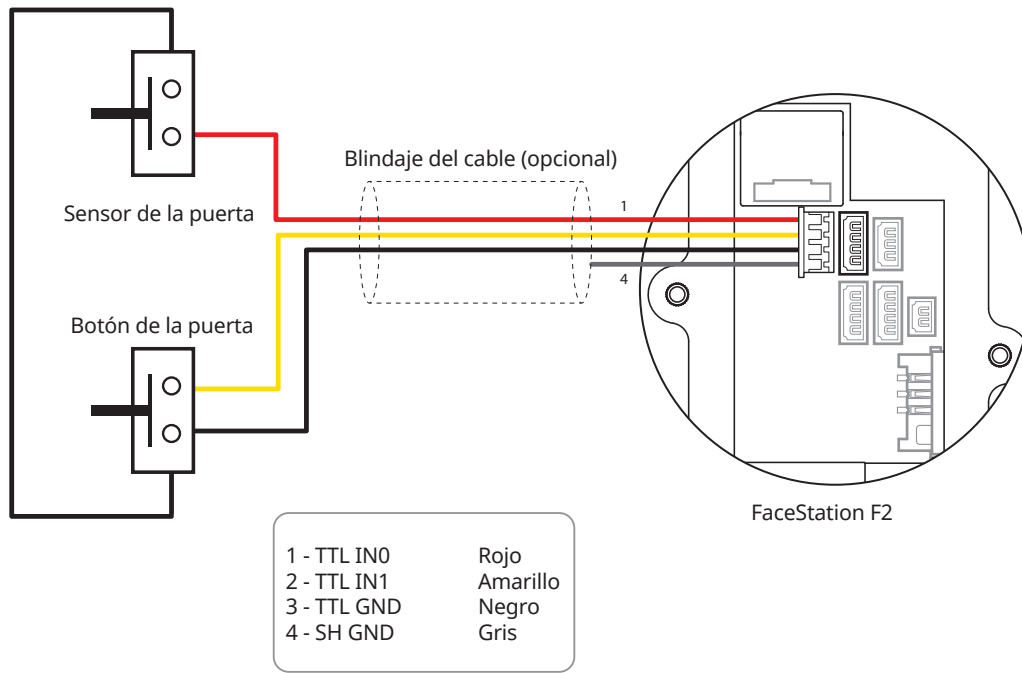 Blindaje del cable (opcional)
1
Sensor de la puerta
4
Botón de la puerta
FaceStation F2
1 - TTL IN0 Rojo
2 - TTL IN1 Amarillo
3 - TTL GND Negro
4 - SH GND Gris